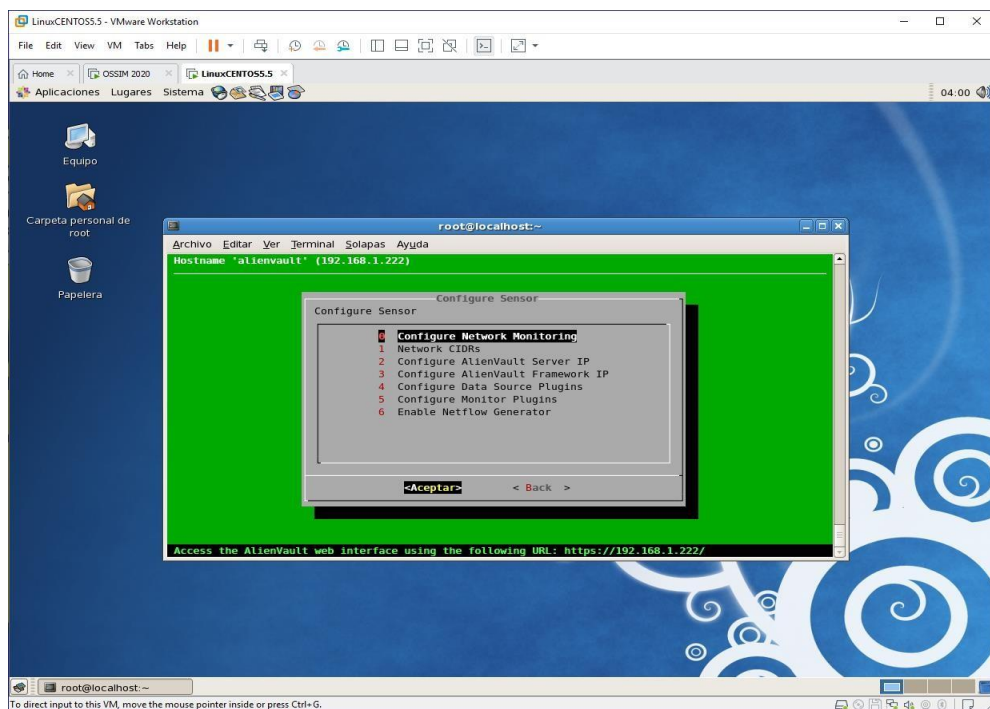 LinuxCENTOS5.5 - VMware Workstation
File Edit View VM Tabs Help
Home OSSIM 2020 LinuxCENTOS5.5
Aplicaciones Lugares Sistema 04:00
Equipo
Carpeta personal de
root
Papelera
root@localhost:~
Archivo Editar Ver Terminal Solapas Ayuda
Hostname 'alienvault' (192.168.1.222)
Configure Sensor
Configure Sensor
0 Configure Network Monitoring
1 Network CIDRs
2 Configure AlienVault Server IP
3 Configure AlienVault Framework IP
4 Configure Data Source Plugins
5 Configure Monitor Plugins
6 Enable Netflow Generator
<Aceptar> < Back >
Access the AlienVault web interface using the following URL: https://192.168.1.222/
root@localhost:~
To direct input to this VM, move the mouse pointer inside or press Ctrl+G.